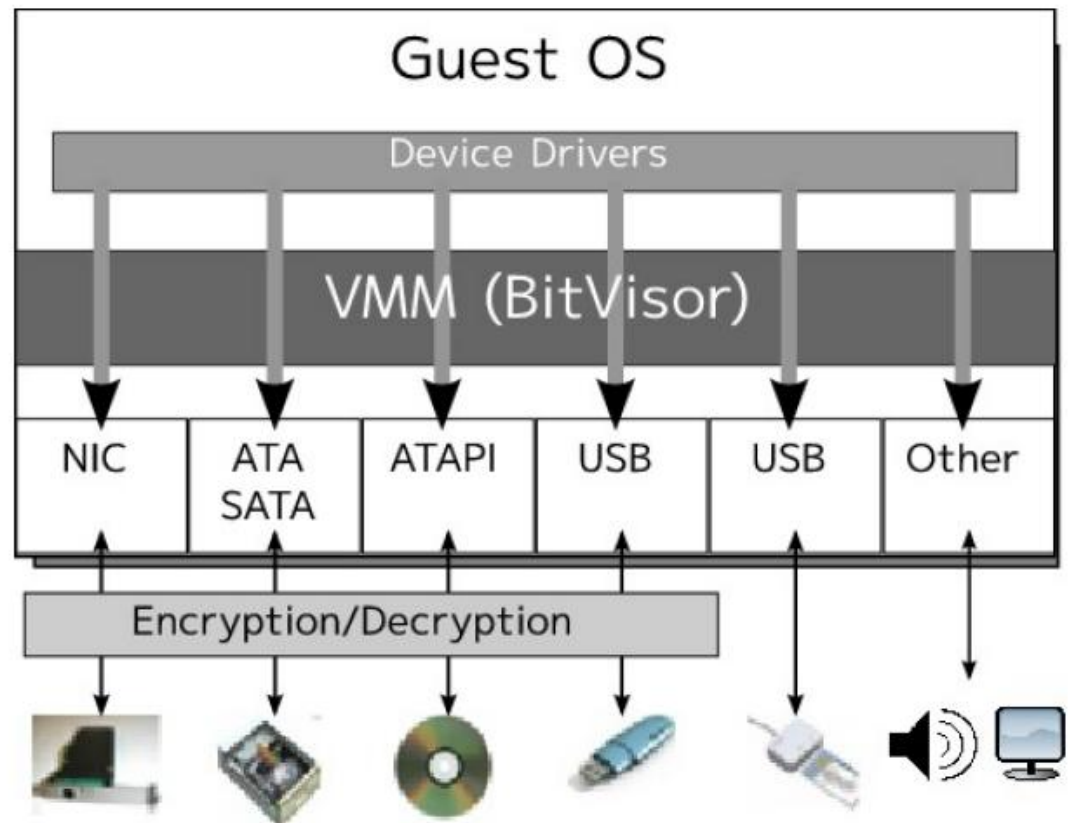 Guest OS
Device Drivers
VMM (BitVisor)
NIC
ATA
SATA
ATAPI
USB
USB
Other
Encryption/Decryption